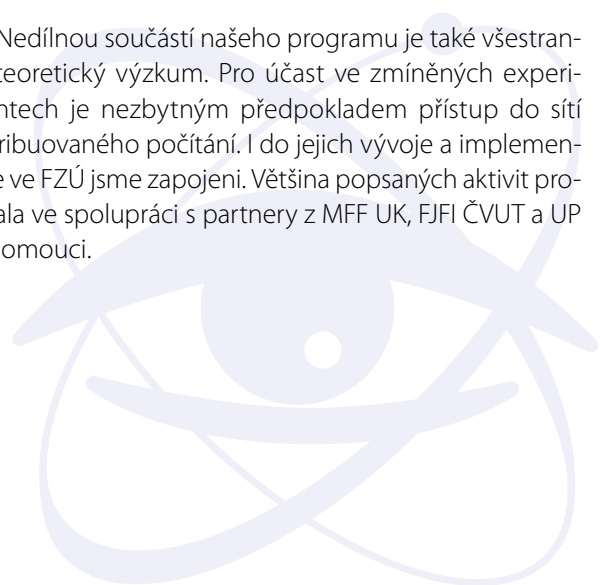 Nedílnou součástí našeho programu je také všestran-
teoretický výzkum. Pro účast ve zmíněných experi-
ntech je nezbytným předpokladem přístup do sítí
ribuovaného počítání. I do jejich vývoje a implemen-
e ve FZÚ jsme zapojeni. Většina popsaných aktivit pro-
ala ve spolupráci s partnery z MFF UK, FJFI ČVUT a UP
lomouci.